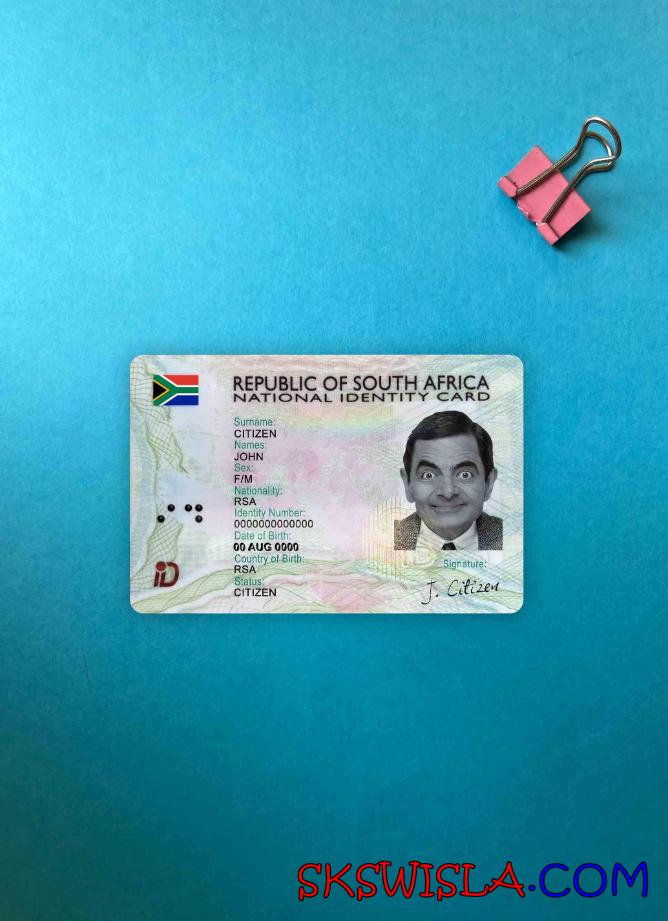 REPUBLIC OF SOUTH AFRICA
NATIONAL IDENTITY CARD
Surname:
CITIZEN
Names:
JOHN
Sex:
F/M
Nationality:
RSA
Identity Number:
0000000000000
Date of Birth:
00 AUG 0000
Country of Birth:
RSA
Status:
CITIZEN
Signature:
J. Citizen
iD
SKSWISLA.COM